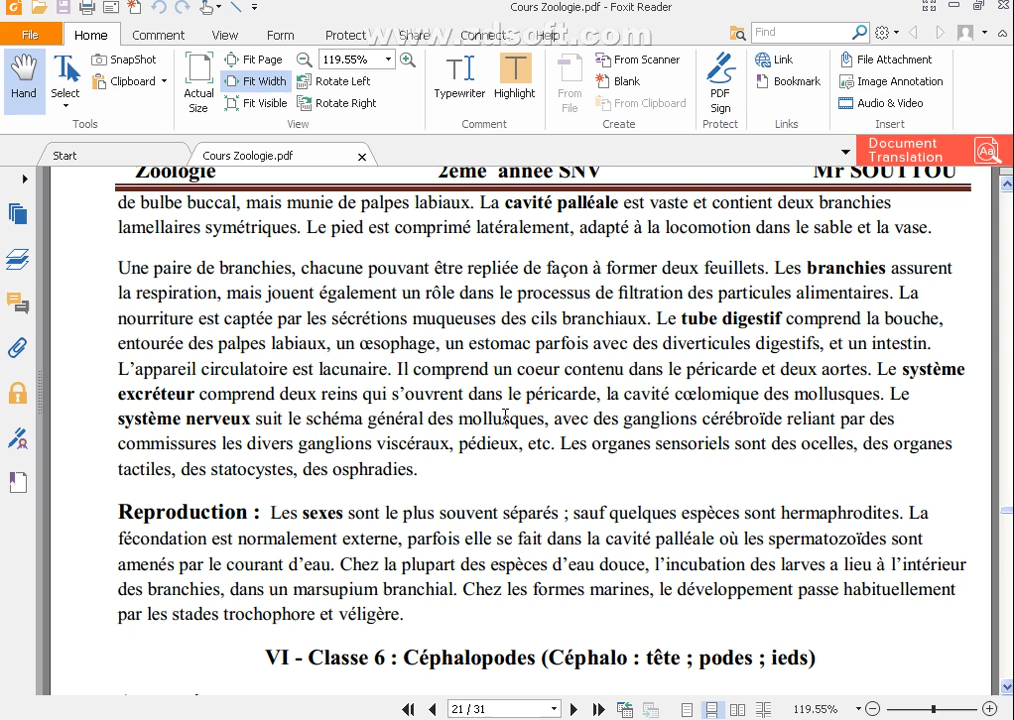 Cours Zoologie.pdf - Foxit Reader
File Home Comment View Form Protect Share Connect Help Find
www.rtlsoft.com
SnapShot Fit Page 119.55% From Scanner Link File Attachment
Hand Select Clipboard Actual Size Fit Width Rotate Left Typewriter Highlight From File Blank PDF Sign Bookmark Image Annotation
Fit Visible Rotate Right From Clipboard Audio & Video
Tools View Comment Create Protect Links Insert
Start Cours Zoologie.pdf Document Translation Aa
Zoologie 2ème année SNV Mr SOUTTOU
de bulbe buccal, mais munie de palpes labiaux. La cavité palléale est vaste et contient deux branchies
lamellaires symétriques. Le pied est comprimé latéralement, adapté à la locomotion dans le sable et la vase.
Une paire de branchies, chacune pouvant être repliée de façon à former deux feuillets. Les branchies assurent
la respiration, mais jouent également un rôle dans le processus de filtration des particules alimentaires. La
nourriture est captée par les sécrétions muqueuses des cils branchiaux. Le tube digestif comprend la bouche,
entourée des palpes labiaux, un œsophage, un estomac parfois avec des diverticules digestifs, et un intestin.
L’appareil circulatoire est lacunaire. Il comprend un coeur contenu dans le péricarde et deux aortes. Le système
excréteur comprend deux reins qui s’ouvrent dans le péricarde, la cavité cœlomique des mollusques. Le
système nerveux suit le schéma général des mollusques, avec des ganglions cérébroïde reliant par des
commissures les divers ganglions viscéraux, pédieux, etc. Les organes sensoriels sont des ocelles, des organes
tactiles, des statocystes, des osphradies.
Reproduction : Les sexes sont le plus souvent séparés ; sauf quelques espèces sont hermaphrodites. La
fécondation est normalement externe, parfois elle se fait dans la cavité palléale où les spermatozoïdes sont
amenés par le courant d’eau. Chez la plupart des espèces d’eau douce, l’incubation des larves a lieu à l’intérieur
des branchies, dans un marsupium branchial. Chez les formes marines, le développement passe habituellement
par les stades trochophore et véligère.
VI - Classe 6 : Céphalopodes (Céphalo : tête ; podes ; ieds)
21 / 31 119.55%